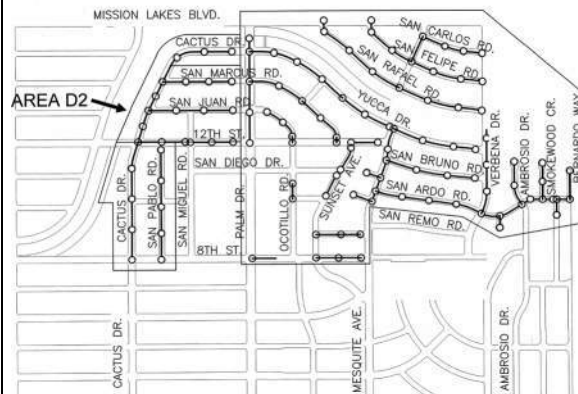 MISSION LAKES BLVD.
SAN CARLOS RD.
CACTUS DR.
SAN FELIPE RD.
SAN MARCUS RD.
SAN RAFAEL RD.
AREA D2
SAN JUAN RD.
YUCCA DR.
12TH ST.
VERBENA DR.
AMBROSIO DR.
SMOKEWOOD CR.
BERNARDO WAY
SAN DIEGO DR.
SAN BRUNO RD.
CACTUS DR.
SAN PABLO RD.
SAN MIGUEL RD.
PALM DR.
OCOTILLO RD.
SUNSET AVE.
SAN ARDO RD.
SAN REMO RD.
8TH ST.
CACTUS DR.
MESQUITE AVE.
AMBROSIO DR.